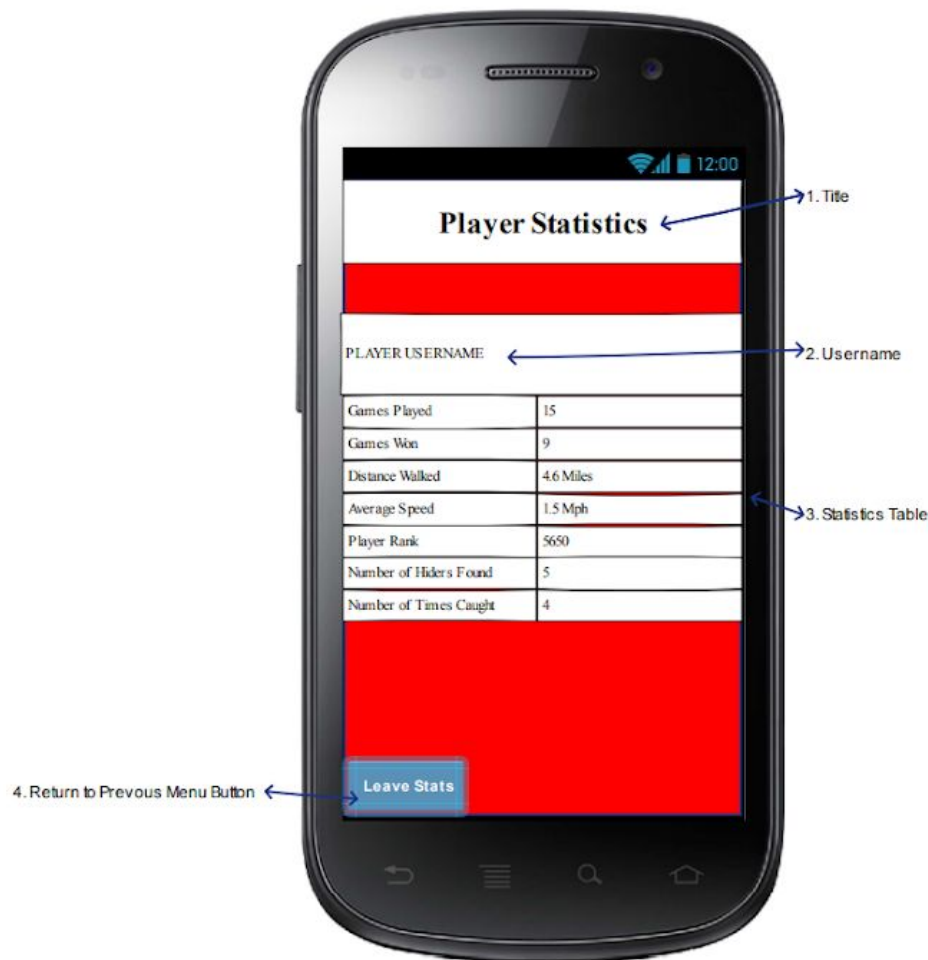 12:00
Player Statistics
1. Title
PLAYER USERNAME
2. Username
Games Played 15
Games Won 9
Distance Walked 4.6 Miles
Average Speed 1.5 Mph
3. Statistics Table
Player Rank 5650
Number of Hiders Found 5
Number of Times Caught 4
Leave Stats
4. Return to Prevous Menu Button